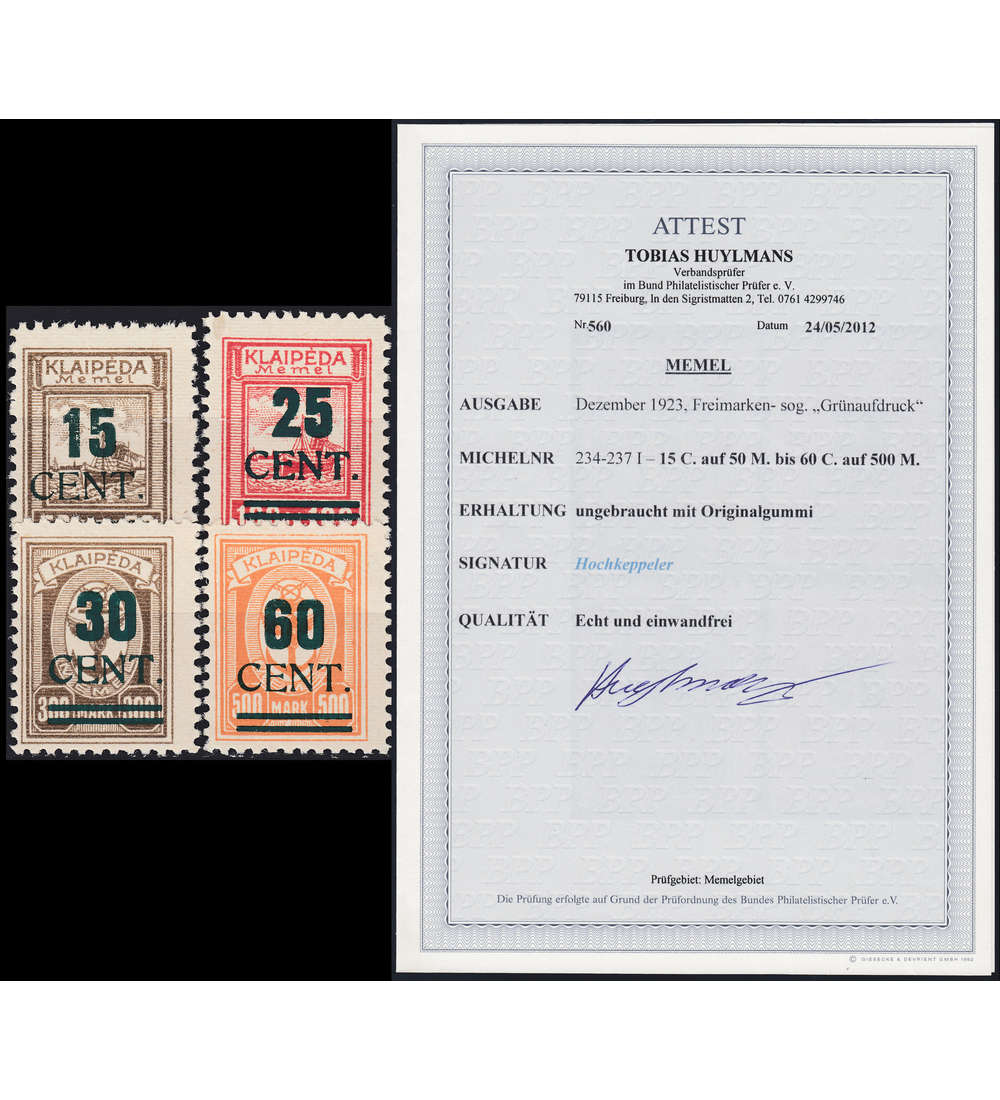 KLAIPĖDA
Memel
15
CENT.
KLAIPĖDA
Memel
25
CENT.
KLAIPĖDA
30
CENT.
MARK
KLAIPĖDA
60
CENT.
500 MARK 500
ATTEST
TOBIAS HUYLMANS
Verbandsprüfer
im Bund Philatelistischer Prüfer e. V.
79115 Freiburg, In den Sigristmatten 2, Tel. 0761 4299746
Nr. 560 Datum 24/05/2012
MEMEL
AUSGABE Dezember 1923, Freimarken- sog. „Grünaufdruck“
MICHELNR 234-237 I – 15 C. auf 50 M. bis 60 C. auf 500 M.
ERHALTUNG ungebraucht mit Originalgummi
SIGNATUR Hochkeppeler
QUALITÄT Echt und einwandfrei
Prüfgebiet: Memelgebiet
Die Prüfung erfolgte auf Grund der Prüfordnung des Bundes Philatelistischer Prüfer e.V.
© GIESECKE & DEVRIENT GMBH 1992